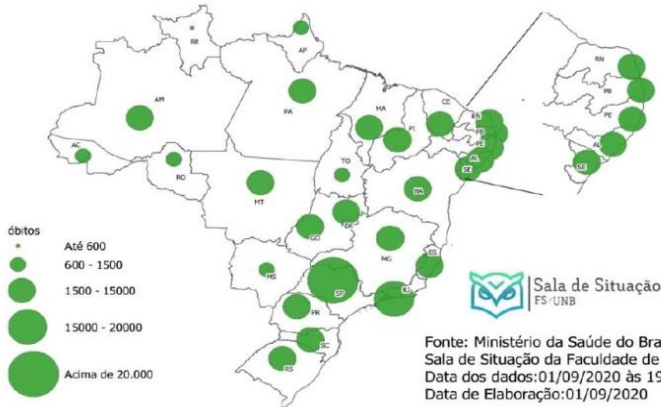 RR
AP
AM
PA
MA
CE
RN
PB
PE
AL
SE
PI
AC
RO
TO
BA
MT
DF
GO
MG
ES
MS
SP
RJ
PR
SC
RS
RN
PB
PE
AL
SE
óbitos
Até 600
600 - 1500
1500 - 15000
15000 - 20000
Acima de 20.000
Sala de Situação
FS/UNB
Fonte: Ministério da Saúde do Bra
Sala de Situação da Faculdade de
Data dos dados:01/09/2020 às 19
Data de Elaboração:01/09/2020